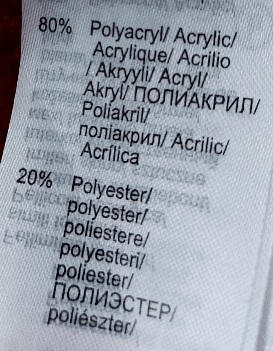 80% Polyacryl/ Acrylic/
Acrylique/ Acrilio
/ Akryyli/ Acryl/
Akryl/ ПОЛИАКРИЛ/
Poliakril/
поліакрил/ Acrilic/
Acrílica
20% Polyester/
polyester/
poliestere/
polyesteri/
poliester/
ПОЛИЭСТЕР/
poliészter/